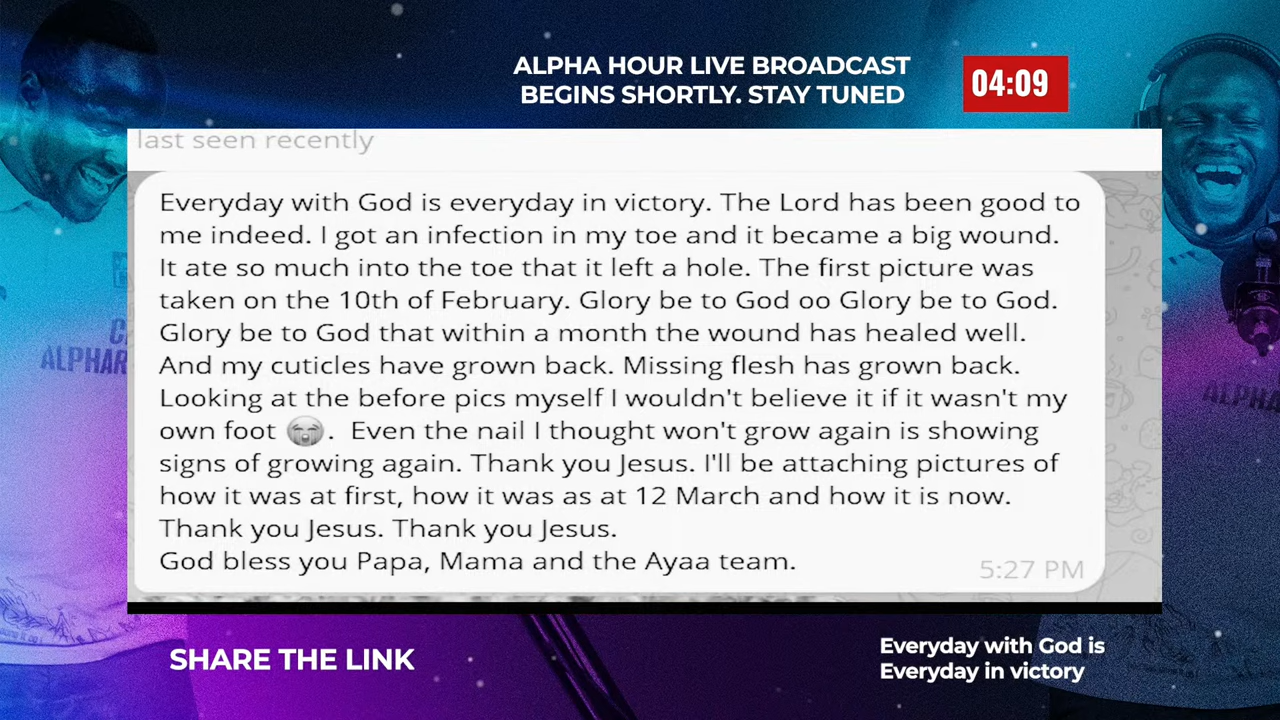 ALPHA HOUR LIVE BROADCAST
BEGINS SHORTLY. STAY TUNED
04:09
last seen recently
Everyday with God is everyday in victory. The Lord has been good to
me indeed. I got an infection in my toe and it became a big wound.
It ate so much into the toe that it left a hole. The first picture was
taken on the 10th of February. Glory be to God oo Glory be to God.
Glory be to God that within a month the wound has healed well.
And my cuticles have grown back. Missing flesh has grown back.
Looking at the before pics myself I wouldn't believe it if it wasn't my
own foot 😭.  Even the nail I thought won't grow again is showing
signs of growing again. Thank you Jesus. I'll be attaching pictures of
how it was at first, how it was as at 12 March and how it is now.
Thank you Jesus. Thank you Jesus.
God bless you Papa, Mama and the Ayaa team.
5:27 PM
SHARE THE LINK
Everyday with God is
Everyday in victory